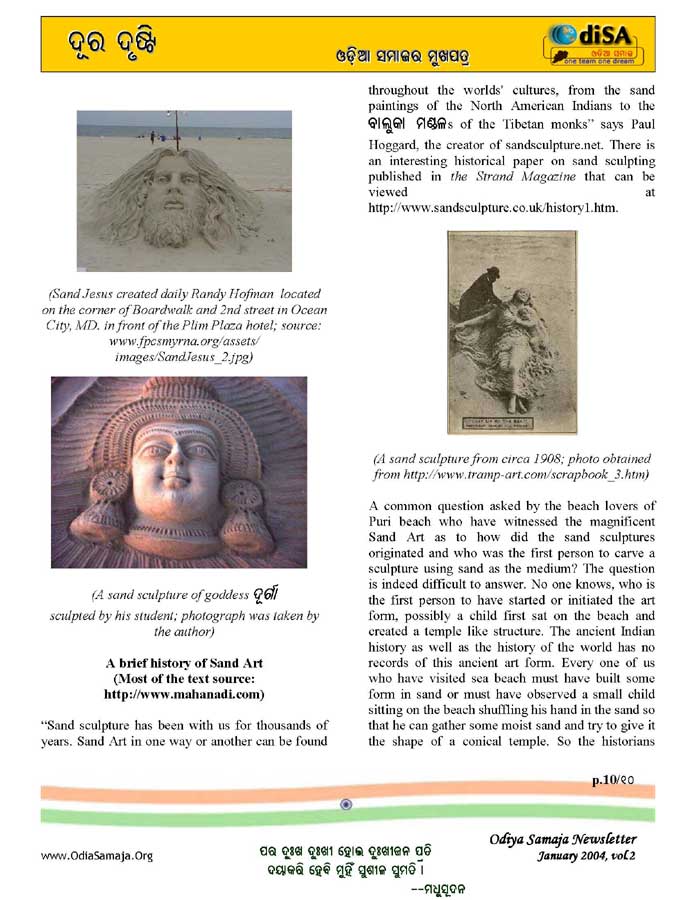 ଦୂର ଦୃଷ୍ଟି
ଓଡ଼ିଆ ସମାଜର ମୁଖପତ୍ର
OdiSA
ଓଡ଼ିଆ ସମାଜ
one team one dream
(Sand Jesus created daily Randy Hofman located
on the corner of Boardwalk and 2nd street in Ocean
City, MD. in front of the Plim Plaza hotel; source:
www.fpcsmyrna.org/assets/
images/SandJesus_2.jpg)
(A sand sculpture of goddess ଦୂର୍ଗା
sculpted by his student; photograph was taken by
the author)
A brief history of Sand Art
(Most of the text source:
http://www.mahanadi.com)
“Sand sculpture has been with us for thousands of
years. Sand Art in one way or another can be found
throughout the worlds' cultures, from the sand
paintings of the North American Indians to the
ବାଲୁକା ମଣ୍ଡଳs of the Tibetan monks” says Paul
Hoggard, the creator of sandsculpture.net. There is
an interesting historical paper on sand sculpting
published in the Strand Magazine that can be
viewed at
http://www.sandsculpture.co.uk/history1.htm.
(A sand sculpture from circa 1908; photo obtained
from http://www.tramp-art.com/scrapbook_3.htm)
A common question asked by the beach lovers of
Puri beach who have witnessed the magnificent
Sand Art as to how did the sand sculptures
originated and who was the first person to carve a
sculpture using sand as the medium? The question
is indeed difficult to answer. No one knows, who is
the first person to have started or initiated the art
form, possibly a child first sat on the beach and
created a temple like structure. The ancient Indian
history as well as the history of the world has no
records of this ancient art form. Every one of us
who have visited sea beach must have built some
form in sand or must have observed a small child
sitting on the beach shuffling his hand in the sand so
that he can gather some moist sand and try to give it
the shape of a conical temple. So the historians
p.10/୧୦
www.OdiaSamaja.Org
ପର ଦୁଃଖ ଦୁଃଖୀ ହୋଇ ଦୁଃଖୀଜନ ପ୍ରତି
ଦୟାକରି ହେବି ମୁହିଁ ସୁଶୀଳ ସୁମତି ।
--ମଧୁସୂଦନ
Odiya Samaja Newsletter
January 2004, vol.2